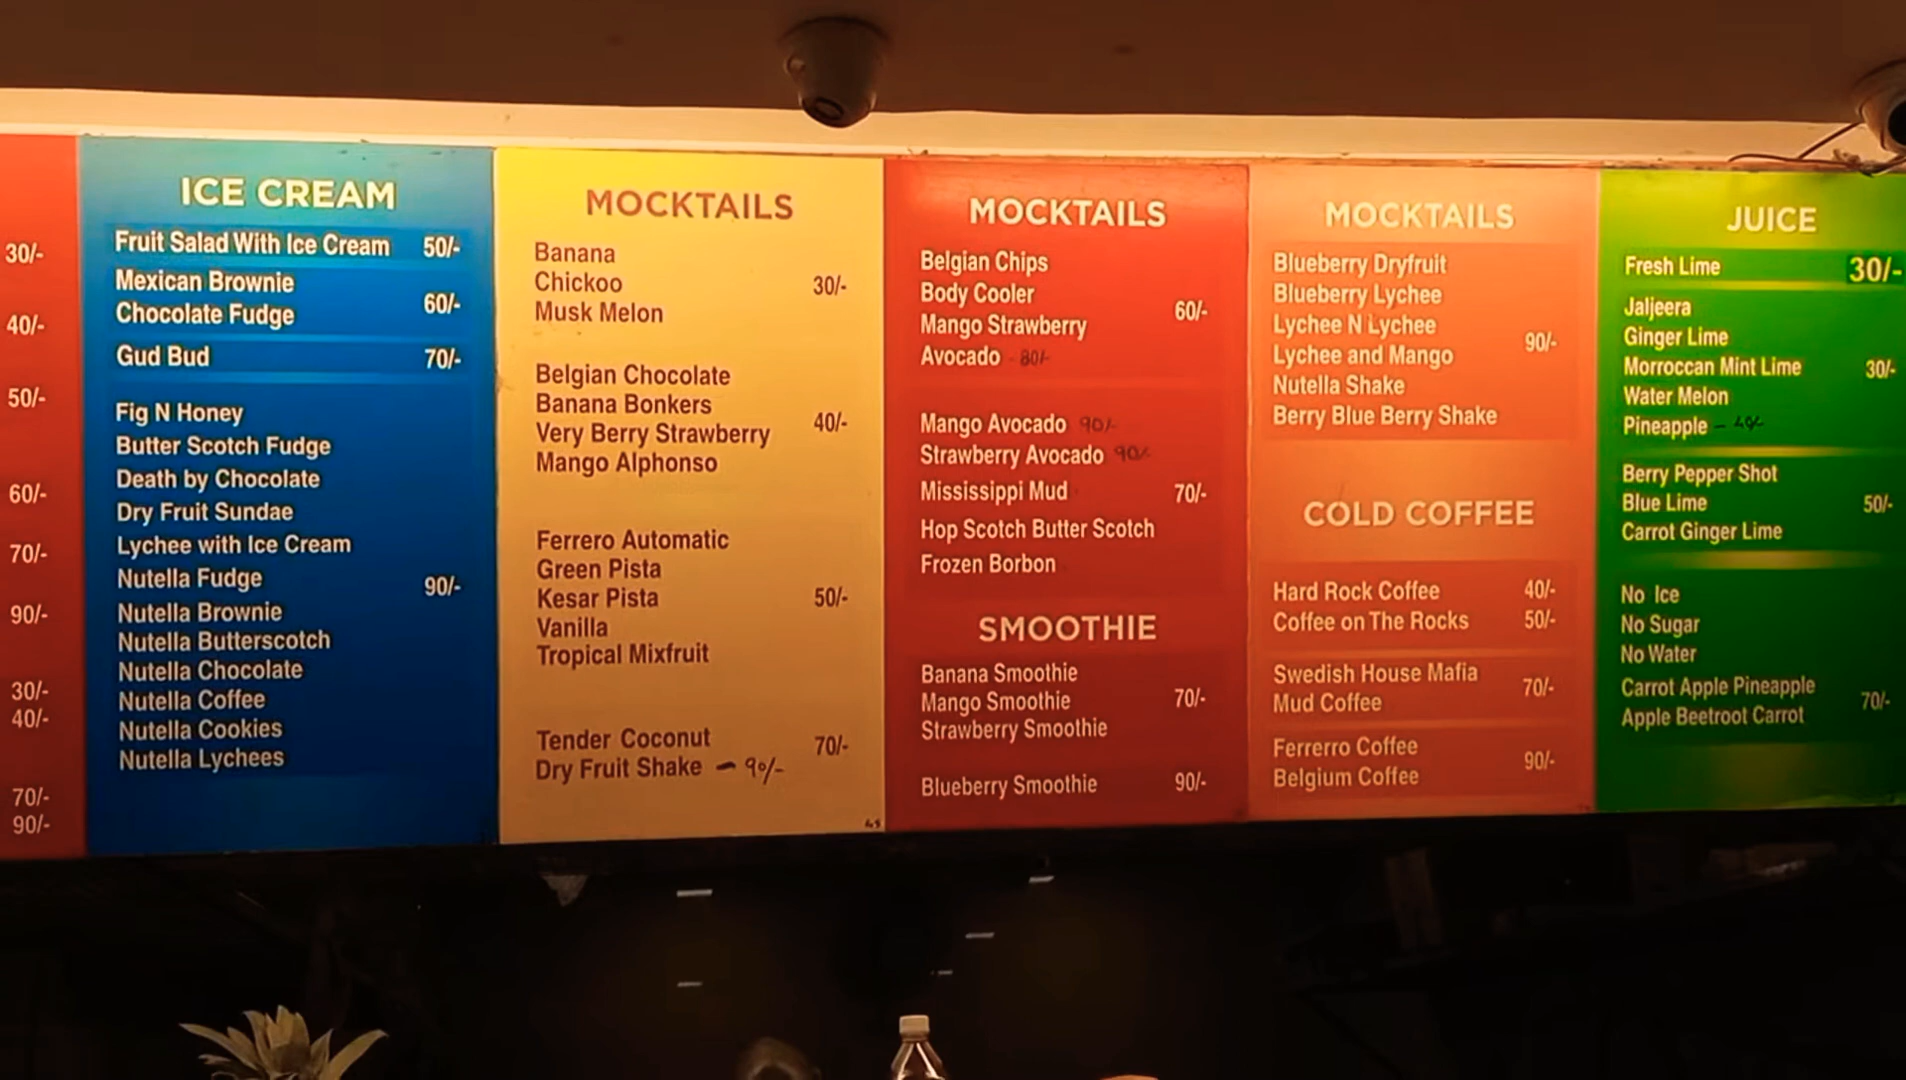 30/-
40/-
50/-
60/-
70/-
90/-
30/-
40/-
70/-
90/-
ICE CREAM
Fruit Salad With Ice Cream 50/-
Mexican Brownie
Chocolate Fudge 60/-
Gud Bud 70/-
Fig N Honey
Butter Scotch Fudge
Death by Chocolate
Dry Fruit Sundae
Lychee with Ice Cream
Nutella Fudge 90/-
Nutella Brownie
Nutella Butterscotch
Nutella Chocolate
Nutella Coffee
Nutella Cookies
Nutella Lychees
MOCKTAILS
Banana
Chickoo 30/-
Musk Melon
Belgian Chocolate
Banana Bonkers
Very Berry Strawberry 40/-
Mango Alphonso
Ferrero Automatic
Green Pista
Kesar Pista 50/-
Vanilla
Tropical Mixfruit
Tender Coconut 70/-
Dry Fruit Shake - 90/-
MOCKTAILS
Belgian Chips
Body Cooler
Mango Strawberry 60/-
Avocado - 80/-
Mango Avocado 90/-
Strawberry Avocado 90/-
Mississippi Mud 70/-
Hop Scotch Butter Scotch
Frozen Borbon
SMOOTHIE
Banana Smoothie
Mango Smoothie 70/-
Strawberry Smoothie
Blueberry Smoothie 90/-
MOCKTAILS
Blueberry Dryfruit
Blueberry Lychee
Lychee N Lychee
Lychee and Mango 90/-
Nutella Shake
Berry Blue Berry Shake
COLD COFFEE
Hard Rock Coffee 40/-
Coffee on The Rocks 50/-
Swedish House Mafia
Mud Coffee 70/-
Ferrerro Coffee
Belgium Coffee 90/-
JUICE
Fresh Lime 30/-
Jaljeera
Ginger Lime
Morroccan Mint Lime 30/-
Water Melon
Pineapple - 40/-
Berry Pepper Shot
Blue Lime 50/-
Carrot Ginger Lime
No Ice
No Sugar
No Water
Carrot Apple Pineapple
Apple Beetroot Carrot 70/-